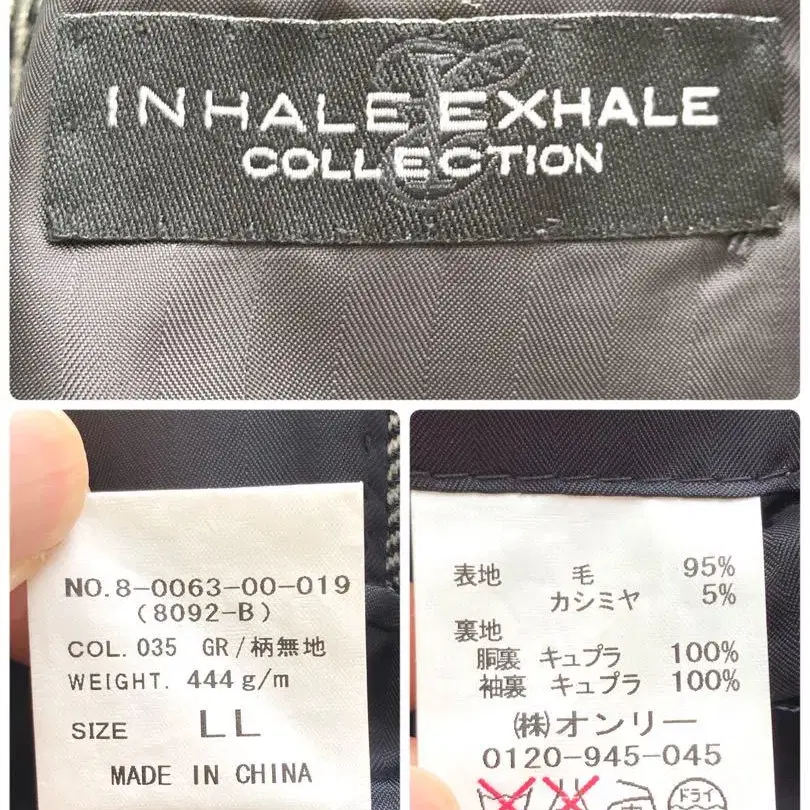 INHALE EXHALE
COLLECTION
NO.8-0063-00-019
(8092-B)
COL. 035 GR/柄無地
WEIGHT. 444g/m
SIZE LL
MADE IN CHINA
表地 毛 95%
カシミヤ 5%
裏地
胴裏 キュプラ 100%
袖裏 キュプラ 100%
㈱オンリー
0120-945-045
ドライ